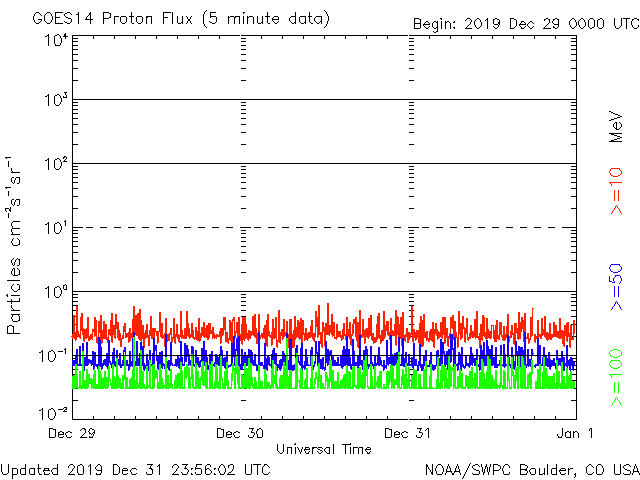 GOES14 Proton Flux (5 minute data)
Begin: 2019 Dec 29 0000 UTC
10⁴
10³
10²
10¹
10⁰
10⁻¹
10⁻²
Particles cm⁻²s⁻¹sr⁻¹
MeV
>=10
>=50
>=100
Dec 29
Dec 30
Dec 31
Jan 1
Universal Time
Updated 2019 Dec 31 23:56:02 UTC
NOAA/SWPC Boulder, CO USA